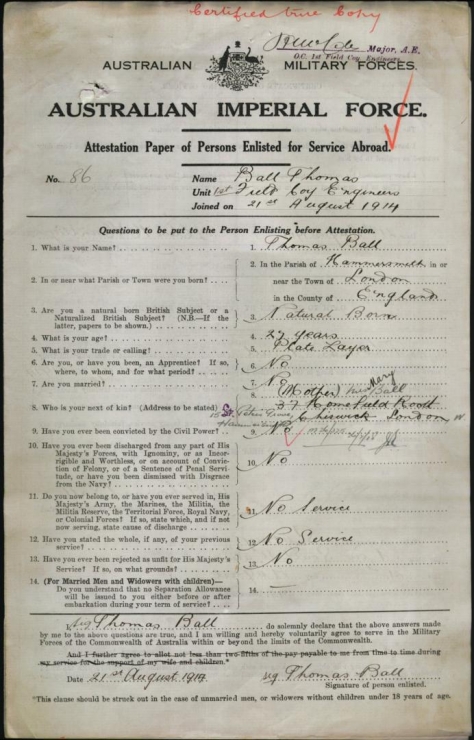 Certified true Copy
Major, A.E.
O.C. 1st Field Coy. Engineers
AUSTRALIAN MILITARY FORCES.
AUSTRALIAN IMPERIAL FORCE.
Attestation Paper of Persons Enlisted for Service Abroad.
No. 86
Name Ball Thomas
Unit 1st Field Coy Engineers
Joined on 21st August 1914
Questions to be put to the Person Enlisting before Attestation.
1. What is your Name? 1. Thomas Ball
2. In or near what Parish or Town were you born? 2. In the Parish of Hammersmith in or
near the Town of London
in the County of England
3. Are you a natural born British Subject or a
Naturalized British Subject? (N.B.—If the
latter, papers to be shown.) 3. Natural Born
4. What is your age? 4. 27 years
5. What is your trade or calling? 5. Plate Layer
6. Are you, or have you been, an Apprentice? If so,
where, to whom, and for what period? 6. No
7. Are you married? 7. No
8. Who is your next of kin? (Address to be stated) 8. (Mother) Mary Ball
37 Homefield Road
Chiswick London W
9. Have you ever been convicted by the Civil Power? 9. No
10. Have you ever been discharged from any part of His
Majesty's Forces, with Ignominy, or as Incor-
rigible and Worthless, or on account of Convic-
tion of Felony, or of a Sentence of Penal Servi-
tude, or have you been dismissed with Disgrace
from the Navy? 10. No
11. Do you now belong to, or have you ever served in, His
Majesty's Army, the Marines, the Militia, the
Militia Reserve, the Territorial Force, Royal Navy,
or Colonial Forces? If so, state which, and if not
now serving, state cause of discharge 11. No Service
12. Have you stated the whole, if any, of your previous
service? 12. No Service
13. Have you ever been rejected as unfit for His Majesty's
Service? If so, on what grounds? 13. No
14. (For Married Men and Widowers with children)—
Do you understand that no Separation Allowance
will be issued to you either before or after
embarkation during your term of service? 14. —
I, Thomas Ball do solemnly declare that the above answers made
by me to the above questions are true, and I am willing and hereby voluntarily agree to serve in the Military
Forces of the Commonwealth of Australia within or beyond the limits of the Commonwealth.
And I further agree to allot not less than two-fifths of the pay payable to me from time to time during
my service for the support of my wife and children.*
Date 21st August 1914 sig Thomas Ball
Signature of person enlisted.
*This clause should be struck out in the case of unmarried men, or widowers without children under 18 years of age.